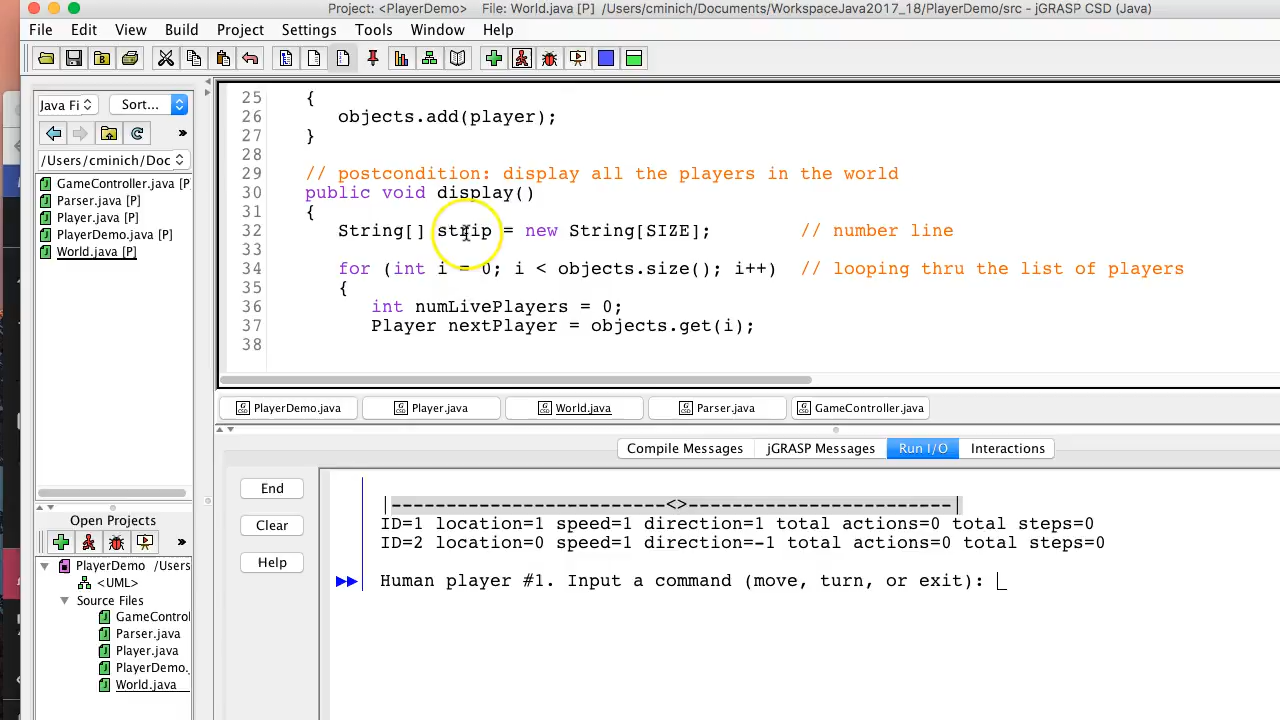 Project: <PlayerDemo>   File: World.java [P]  /Users/cminich/Documents/WorkspaceJava2017_18/PlayerDemo/src - jGRASP CSD (Java)
File Edit View Build Project Settings Tools Window Help
Java Fi
Sort...
/Users/cminich/Doc
GameController.java [P]
Parser.java [P]
Player.java [P]
PlayerDemo.java [P]
World.java [P]
25 {
26 objects.add(player);
27 }
28
29 // postcondition: display all the players in the world
30 public void display()
31 {
32 String[] strip = new String[SIZE]; // number line
33
34 for (int i = 0; i < objects.size(); i++) // looping thru the list of players
35 {
36 int numLivePlayers = 0;
37 Player nextPlayer = objects.get(i);
38
PlayerDemo.java Player.java World.java Parser.java GameController.java
Compile Messages jGRASP Messages Run I/O Interactions
End
Clear
Help
|-------------------------<>------------------------|
ID=1 location=1 speed=1 direction=1 total actions=0 total steps=0
ID=2 location=0 speed=1 direction=-1 total actions=0 total steps=0
Human player #1. Input a command (move, turn, or exit):
Open Projects
PlayerDemo /Users
<UML>
Source Files
GameController
Parser.java
Player.java
PlayerDemo.
World.java